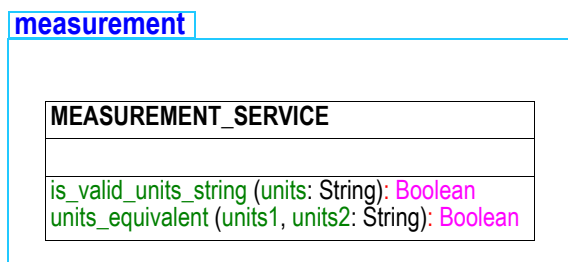 measurement
MEASUREMENT_SERVICE
is_valid_units_string (units: String): Boolean
units_equivalent (units1, units2: String): Boolean